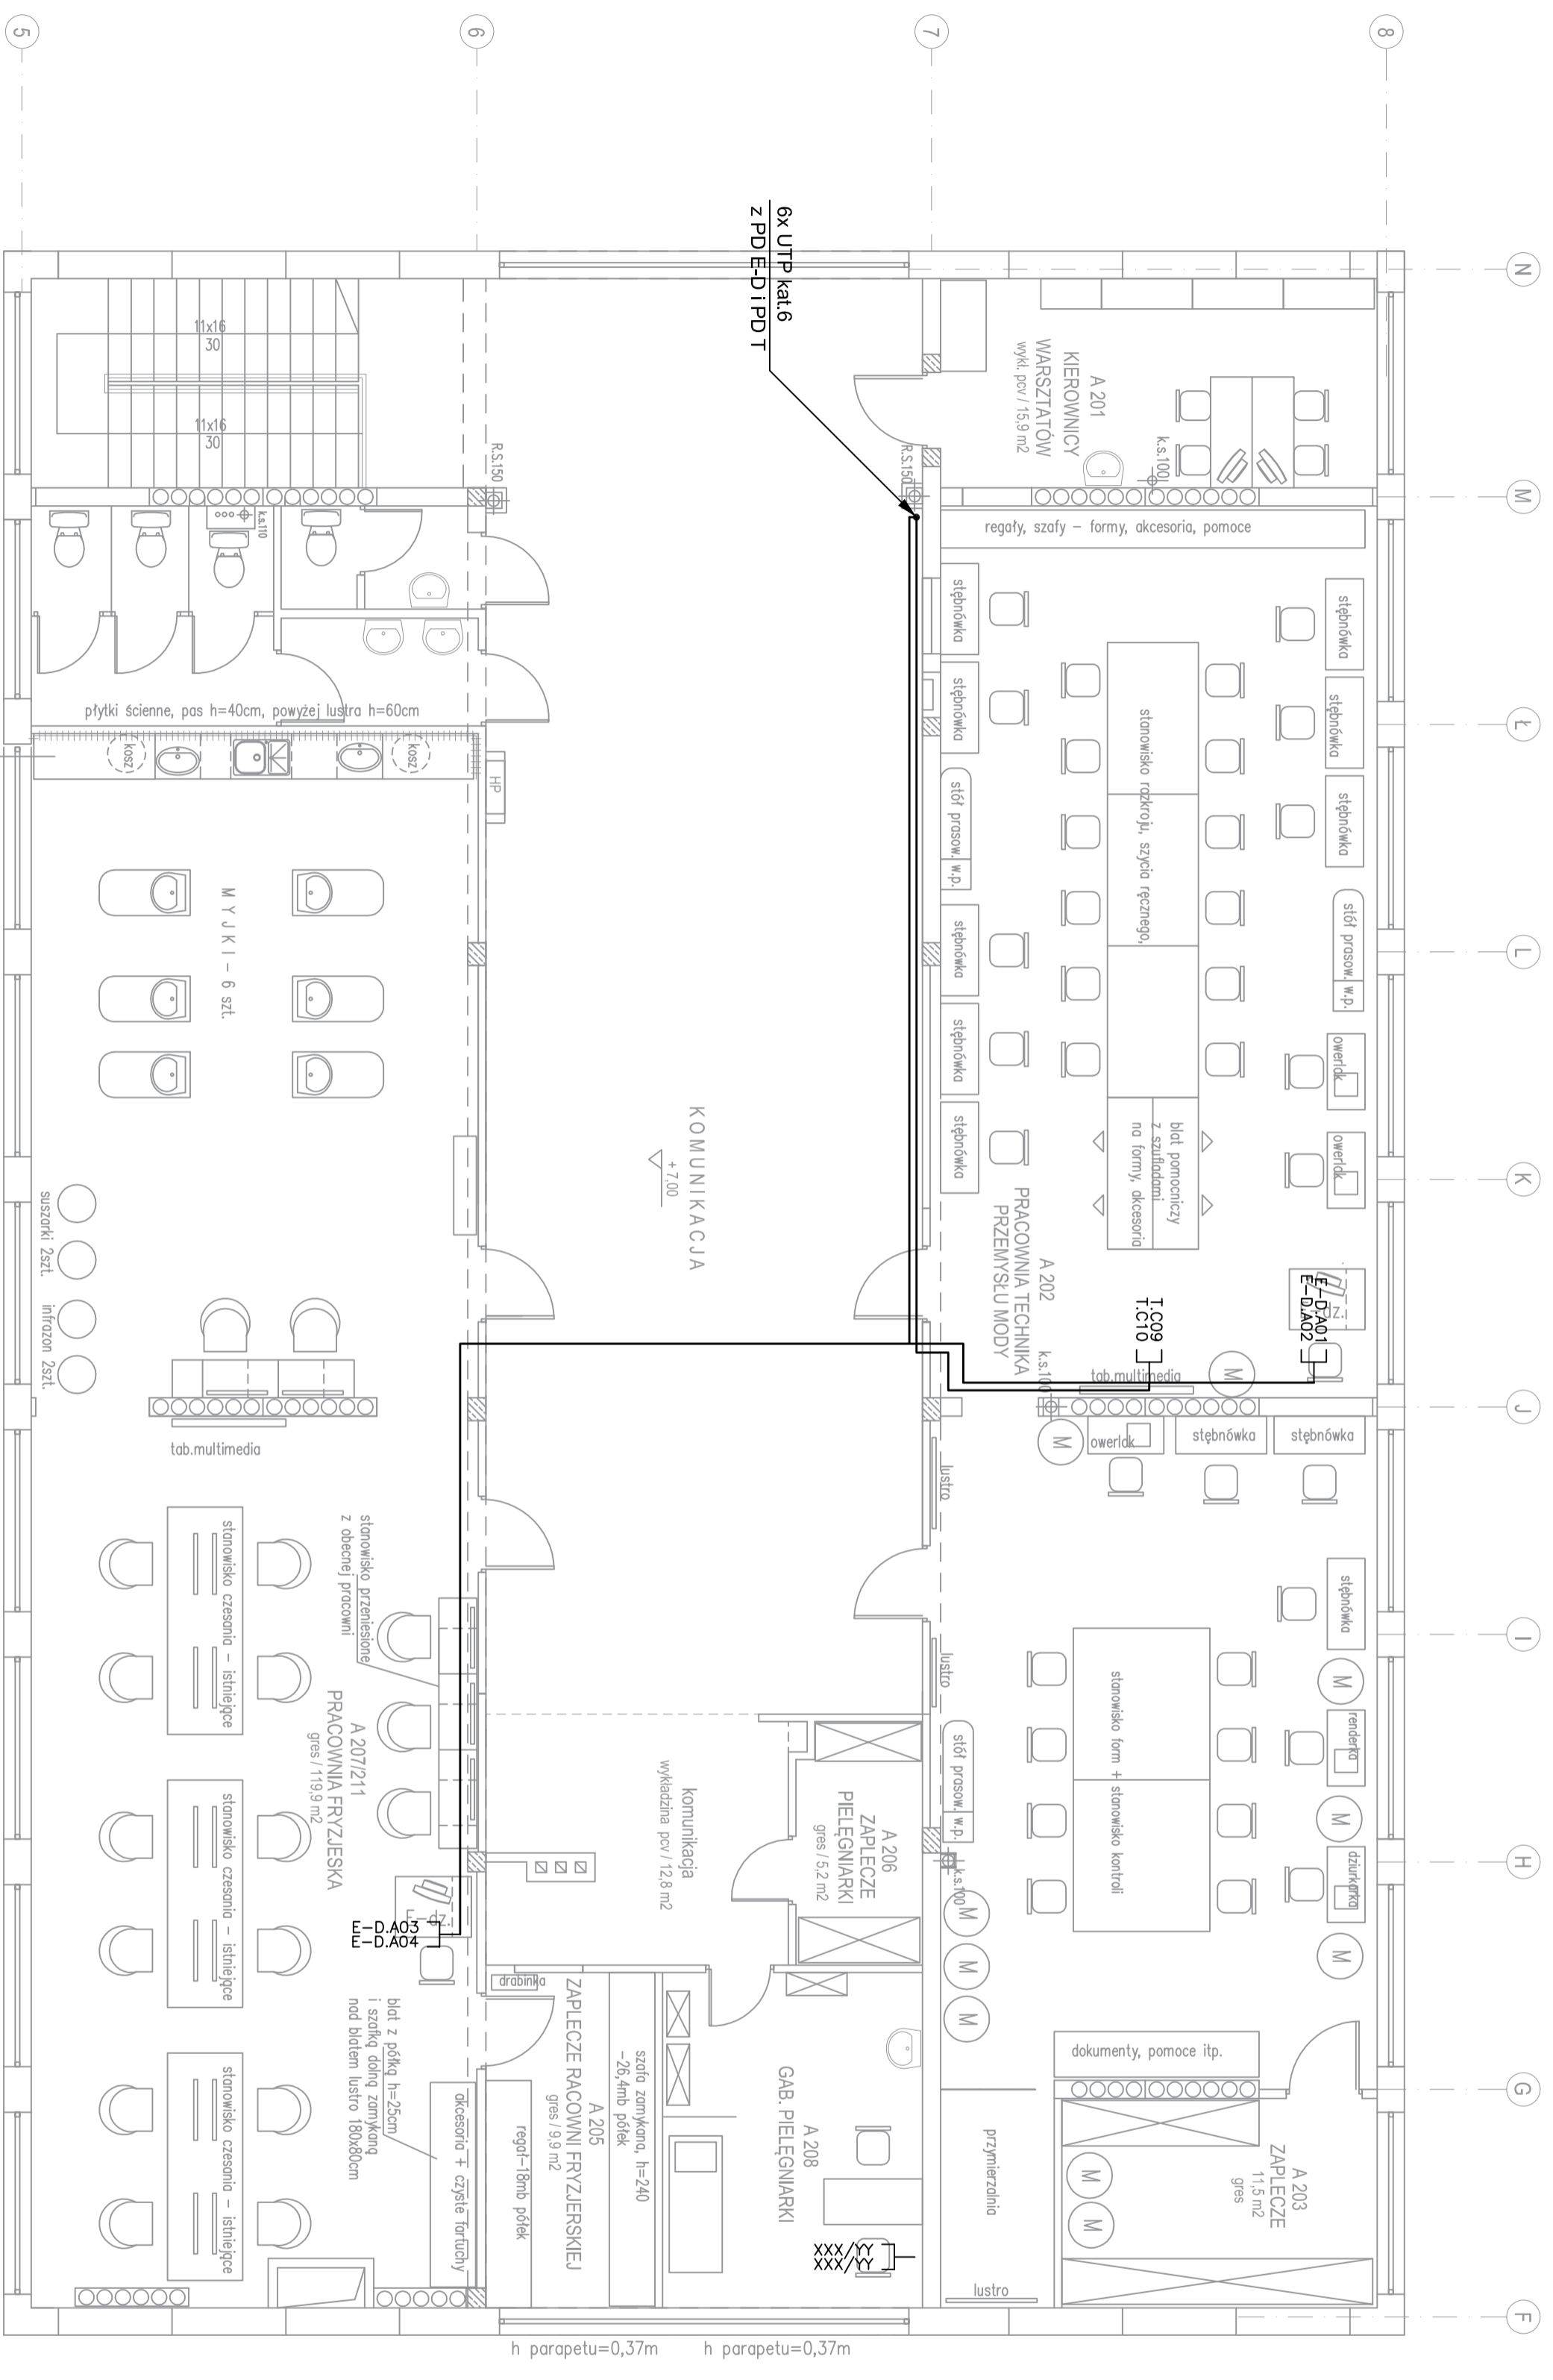 5
6
7
8
N
M
Ł
L
K
J
I
H
G
F
6x UTP kat.6
z PD E-D i PD T
11x16
30
11x16
30
R.S.150
R.S.150
A 201
KIEROWNICY
WARSZTATÓW
wykł. pcv / 15,9 m2
k.s.100
k.s.110
regały, szafy – formy, akcesoria, pomoce
stębnówka
stębnówka
stół prasow. w.p.
stębnówka
stębnówka
stębnówka
stębnówka
stębnówka
stębnówka
stół prasow. w.p.
owerlok
owerlok
stanowisko rozkroju, szycia ręcznego,
blat pomocniczy
z szufladami
na formy, akcesoria
A 202
PRACOWNIA TECHNIKA
PRZEMYSŁU MODY
E-D.A01
E-D.A02
T.C09
T.C10
k.s.100
tab.multimedia
M
M
owerlok
stębnówka
stębnówka
płytki ścienne, pas h=40cm, powyżej lustra h=60cm
kosz
kosz
HP
MYJKI – 6 szt.
KOMUNIKACJA
+ 7,00
suszarki 2szt.
infrazon 2szt.
tab.multimedia
lustro
lustro
stębnówka
M
renderka
M
dziurkarka
M
stanowisko form + stanowisko kontroli
stół prasow. w.p.
k.s.100
M
M
M
stanowisko przeniesione
z obecnej pracowni
stanowisko czesania – istniejące
stanowisko czesania – istniejące
stanowisko czesania – istniejące
A 207/211
PRACOWNIA FRYZJESKA
gres / 119,9 m2
E-dz.
E-D.A03
E-D.A04
komunikacja
wykładzina pcv / 12,8 m2
A 206
ZAPLECZE
PIELĘGNIARKI
gres / 5,2 m2
drabinka
blat z półką h=25cm
i szafką dolną zamykaną
nad blatem lustro 180x80cm
akcesoria + czyste fartuchy
A 205
ZAPLECZE RACOWNI FRYZJERSKIEJ
gres / 9,9 m2
regał-18mb półek
szafa zamykana, h=240
-26,4mb półek
A 208
GAB. PIELĘGNIARKI
XXX/YY
XXX/YY
dokumenty, pomoce itp.
przymierzalnia
lustro
A 203
ZAPLECZE
11,5 m2
gres
M
M
h parapetu=0,37m
h parapetu=0,37m